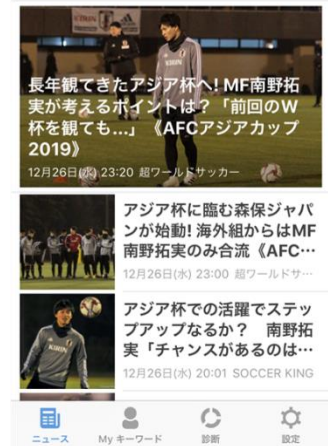 長年観てきたアジア杯へ! MF南野拓
実が考えるポイントは？「前回のW
杯を観ても…」《AFCアジアカップ
2019》
12月26日(水) 23:20 超ワールドサッカー
アジア杯に臨む森保ジャパ
ンが始動! 海外組からはMF
南野拓実のみ合流《AFC…
12月26日(水) 23:00 超ワールドサ…
アジア杯での活躍でステッ
プアップなるか？　南野拓
実「チャンスがあるのは…
12月26日(水) 20:01 SOCCER KING
ニュース
My キーワード
診断
設定